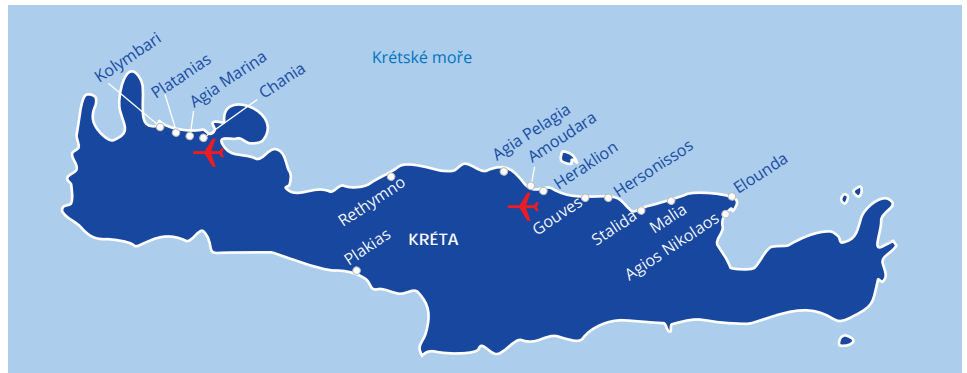 Krétské moře
Kolymbari
Platanias
Agia Marina
Chania
Rethymno
Plakias
KRÉTA
Agia Pelagia
Amoudara
Heraklion
Gouves
Hersonissos
Stalida
Malia
Elounda
Agios Nikolaos